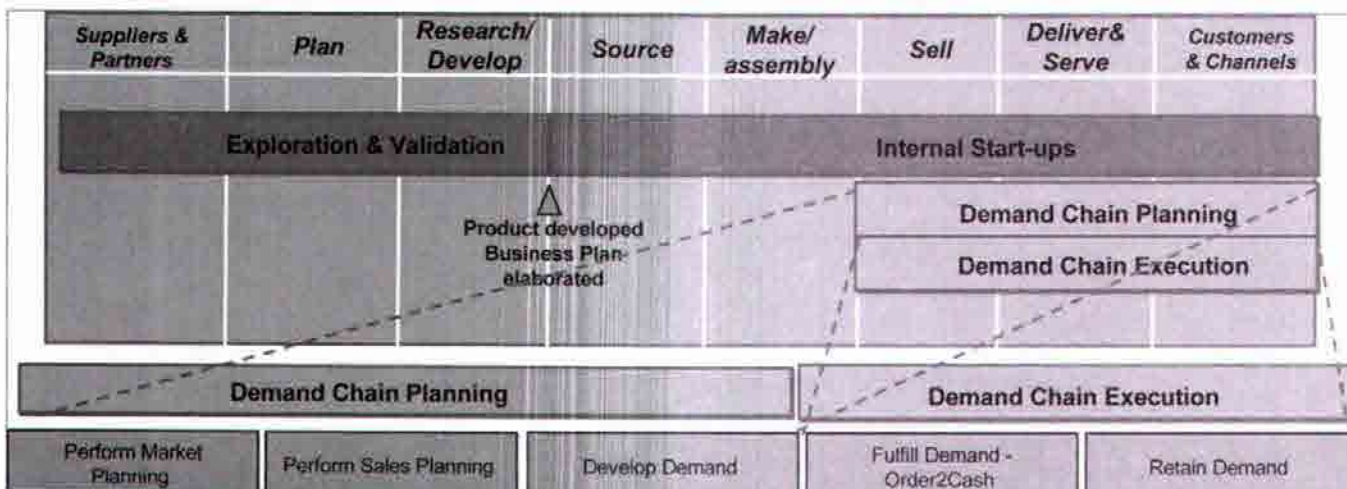 Suppliers &
Partners
Plan
Research/
Develop
Source
Make/
assembly
Sell
Deliver&
Serve
Customers
& Channels
Exploration & Validation
Internal Start-ups
Product developed
Business Plan-
elaborated
Demand Chain Planning
Demand Chain Execution
Demand Chain Planning
Demand Chain Execution
Perform Market
Planning
Perform Sales Planning
Develop Demand
Fulfill Demand -
Order2Cash
Retain Demand